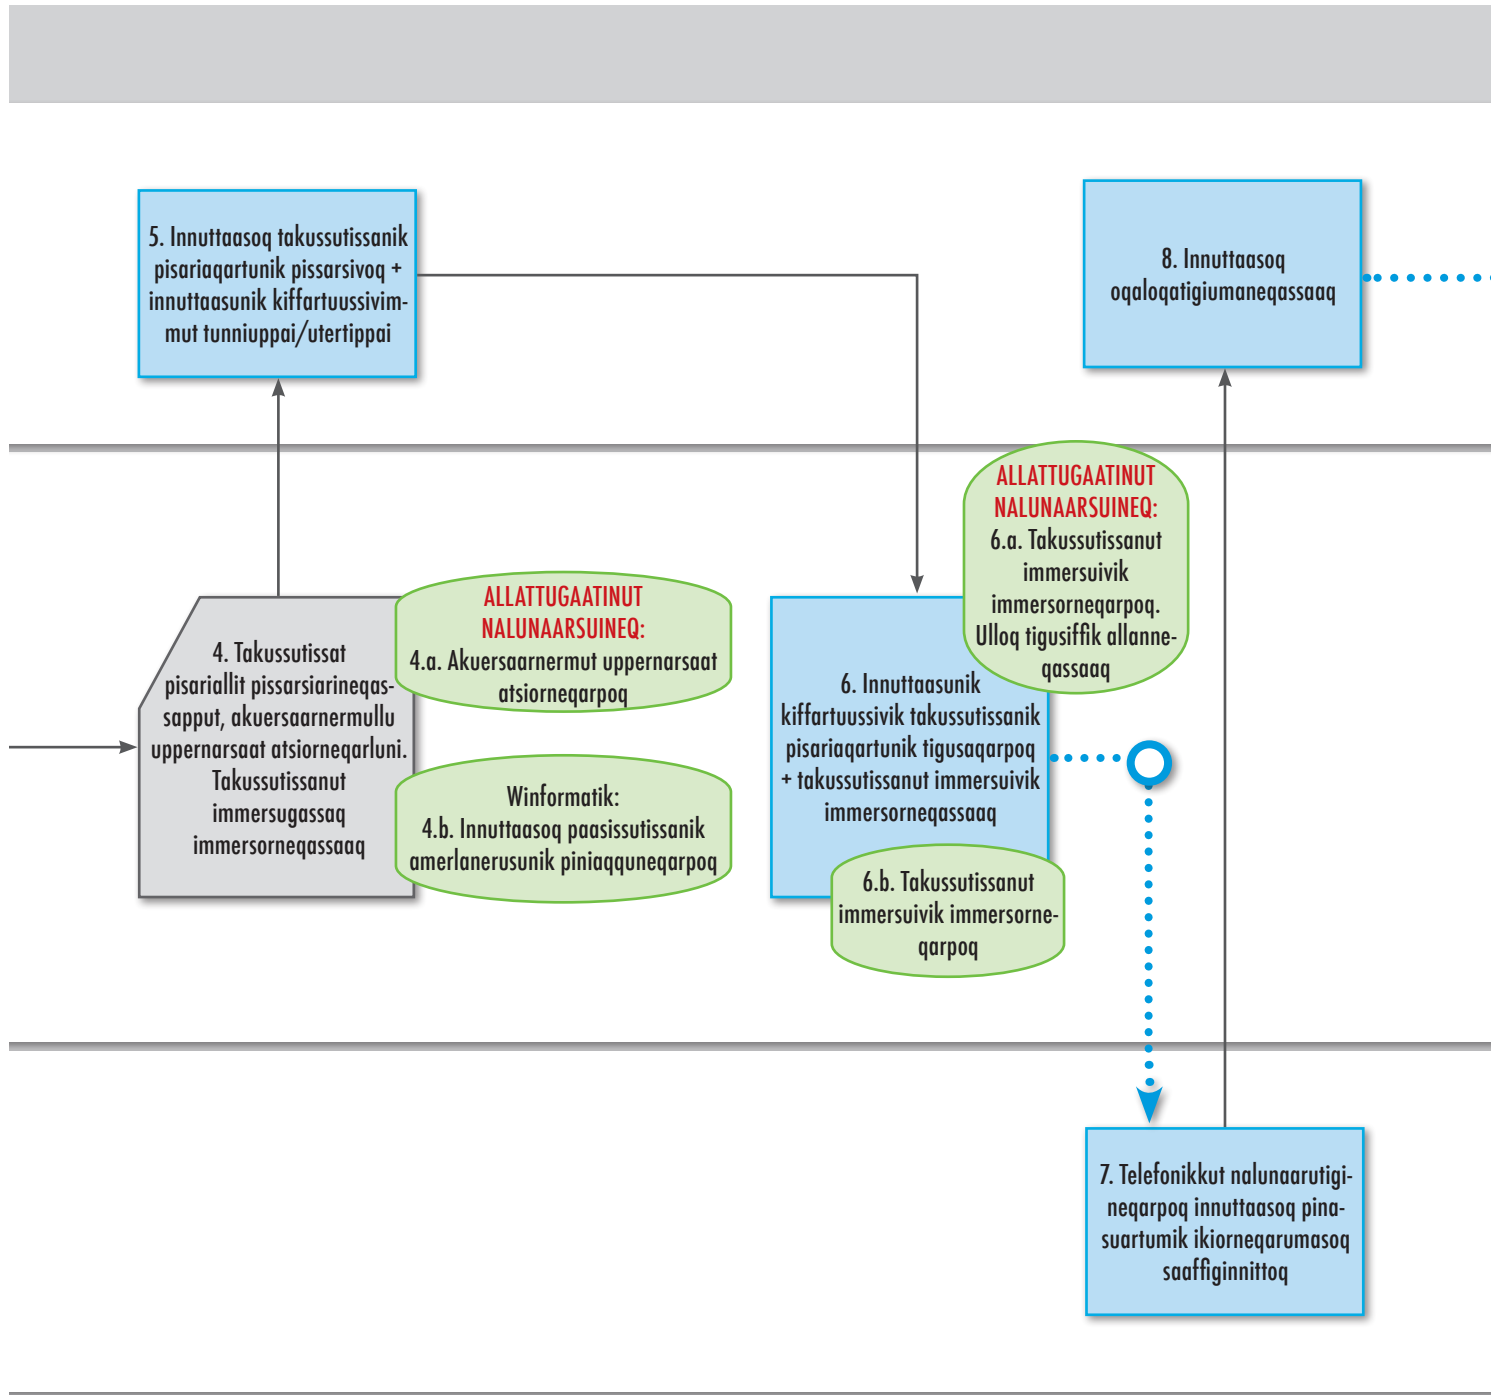 5. Innuttaasoq takussutissanik
pisariaqartunik pissarsivoq +
innuttaasunik kiffartuussivim-
mut tunniuppai/utertippai
8. Innuttaasoq
oqaloqatigiumaneqassaaq
4. Takussutissat
pisariallit pissarsiarineqas-
sapput, akuersaarnermullu
uppernarsaat atsiorneqarluni.
Takussutissanut
immersugassaq
immersorneqassaaq
ALLATTUGAATINUT
NALUNAARSUINEQ:
4.a. Akuersaarnermut uppernarsaat
atsiorneqarpoq
Winformatik:
4.b. Innuttaasoq paasissutissanik
amerlanerusunik piniaqquneqarpoq
6. Innuttaasunik
kiffartuussivik takussutissanik
pisariaqartunik tigusaqarpoq
+ takussutissanut immersuivik
immersorneqassaaq
ALLATTUGAATINUT
NALUNAARSUINEQ:
6.a. Takussutissanut
immersuivik
immersorneqarpoq.
Ulloq tigusiffik allanne-
qassaaq
6.b. Takussutissanut
immersuivik immersorne-
qarpoq
7. Telefonikkut nalunaarutigi-
neqarpoq innuttaasoq pina-
suartumik ikiorneqarumasoq
saaffiginnittoq